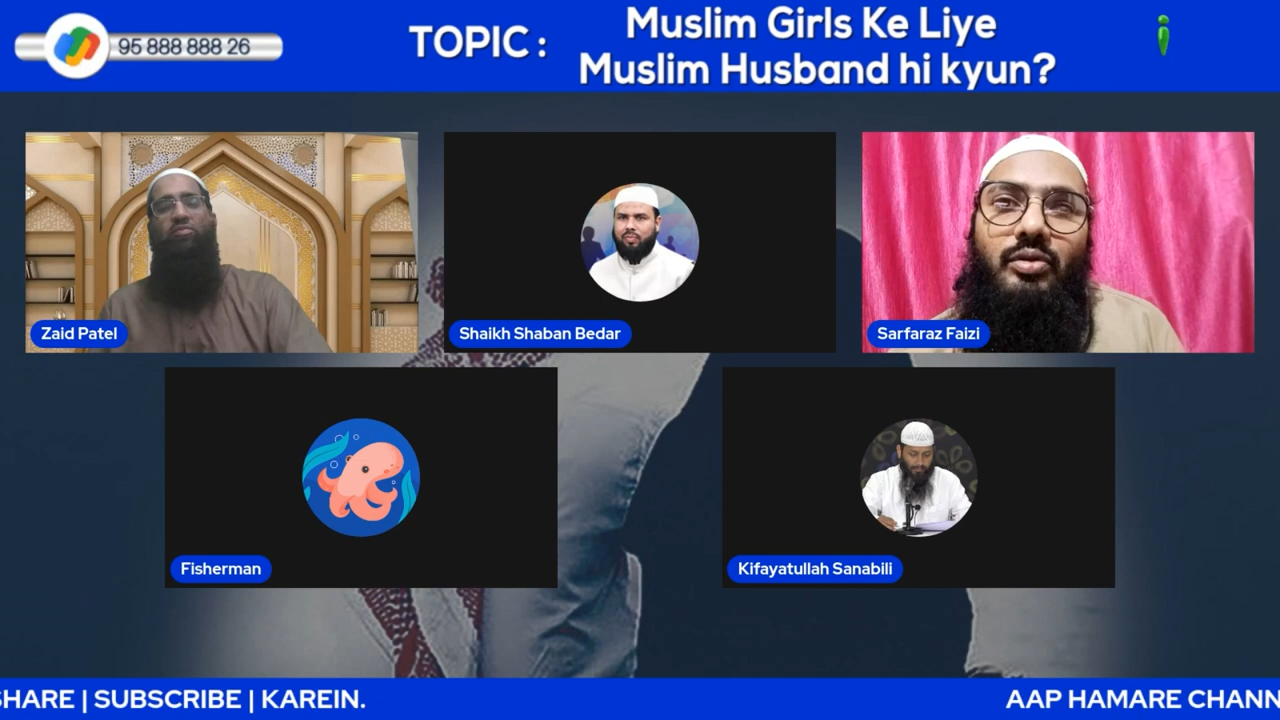 95 888 888 26
TOPIC :
Muslim Girls Ke Liye
Muslim Husband hi kyun?
Zaid Patel
Shaikh Shaban Bedar
Sarfaraz Faizi
Fisherman
Kifayatullah Sanabili
SHARE | SUBSCRIBE | KAREIN.
AAP HAMARE CHANN